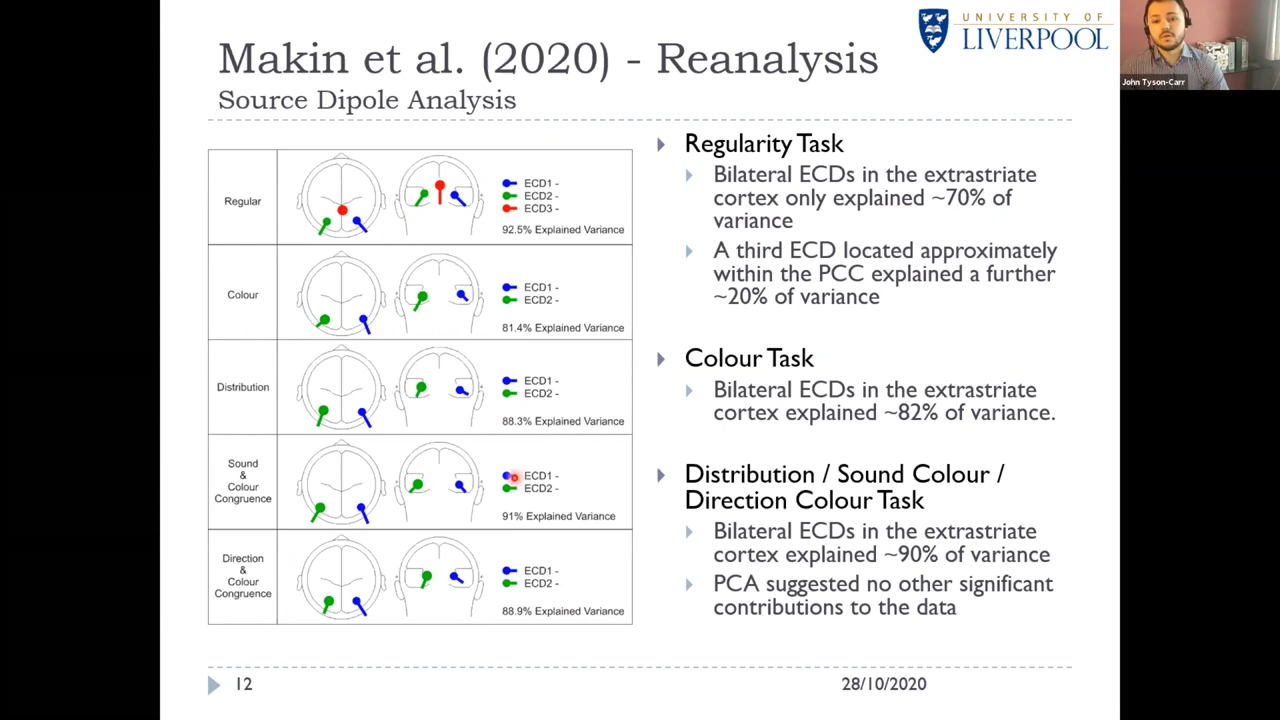 Makin et al. (2020) - Reanalysis
Source Dipole Analysis
UNIVERSITY OF
LIVERPOOL
John Tyson-Carr
Regular
ECD1 -
ECD2 -
ECD3 -
92.5% Explained Variance
Colour
ECD1 -
ECD2 -
81.4% Explained Variance
Distribution
ECD1 -
ECD2 -
88.3% Explained Variance
Sound
&
Colour
Congruence
ECD1 -
ECD2 -
91% Explained Variance
Direction
&
Colour
Congruence
ECD1 -
ECD2 -
88.9% Explained Variance
Regularity Task
Bilateral ECDs in the extrastriate
cortex only explained ~70% of
variance
A third ECD located approximately
within the PCC explained a further
~20% of variance
Colour Task
Bilateral ECDs in the extrastriate
cortex explained ~82% of variance.
Distribution / Sound Colour /
Direction Colour Task
Bilateral ECDs in the extrastriate
cortex explained ~90% of variance
PCA suggested no other significant
contributions to the data
12
28/10/2020